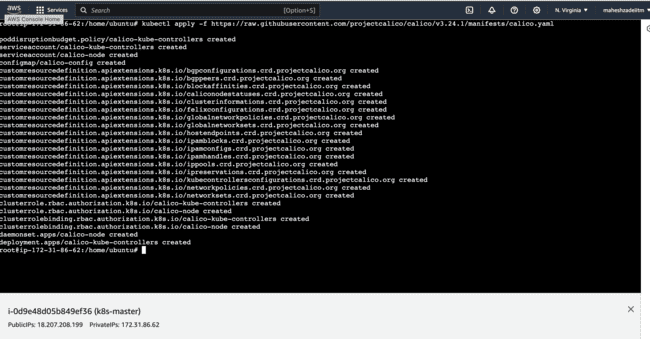 aws
Services
Search
[Option+S]
N. Virginia
maheshzadeiitm
AWS Console Home
root@ip-172-31-86-62:/home/ubuntu# kubectl apply -f https://raw.githubusercontent.com/projectcalico/calico/v3.24.1/manifests/calico.yaml
poddisruptionbudget.policy/calico-kube-controllers created
serviceaccount/calico-kube-controllers created
serviceaccount/calico-node created
configmap/calico-config created
customresourcedefinition.apiextensions.k8s.io/bgpconfigurations.crd.projectcalico.org created
customresourcedefinition.apiextensions.k8s.io/bgppeers.crd.projectcalico.org created
customresourcedefinition.apiextensions.k8s.io/blockaffinities.crd.projectcalico.org created
customresourcedefinition.apiextensions.k8s.io/caliconodestatuses.crd.projectcalico.org created
customresourcedefinition.apiextensions.k8s.io/clusterinformations.crd.projectcalico.org created
customresourcedefinition.apiextensions.k8s.io/felixconfigurations.crd.projectcalico.org created
customresourcedefinition.apiextensions.k8s.io/globalnetworkpolicies.crd.projectcalico.org created
customresourcedefinition.apiextensions.k8s.io/globalnetworksets.crd.projectcalico.org created
customresourcedefinition.apiextensions.k8s.io/hostendpoints.crd.projectcalico.org created
customresourcedefinition.apiextensions.k8s.io/ipamblocks.crd.projectcalico.org created
customresourcedefinition.apiextensions.k8s.io/ipamconfigs.crd.projectcalico.org created
customresourcedefinition.apiextensions.k8s.io/ipamhandles.crd.projectcalico.org created
customresourcedefinition.apiextensions.k8s.io/ippools.crd.projectcalico.org created
customresourcedefinition.apiextensions.k8s.io/ipreservations.crd.projectcalico.org created
customresourcedefinition.apiextensions.k8s.io/kubecontrollersconfigurations.crd.projectcalico.org created
customresourcedefinition.apiextensions.k8s.io/networkpolicies.crd.projectcalico.org created
customresourcedefinition.apiextensions.k8s.io/networksets.crd.projectcalico.org created
clusterrole.rbac.authorization.k8s.io/calico-kube-controllers created
clusterrole.rbac.authorization.k8s.io/calico-node created
clusterrolebinding.rbac.authorization.k8s.io/calico-kube-controllers created
clusterrolebinding.rbac.authorization.k8s.io/calico-node created
daemonset.apps/calico-node created
deployment.apps/calico-kube-controllers created
root@ip-172-31-86-62:/home/ubuntu#
i-0d9e48d05b849ef36 (k8s-master)
PublicIPs: 18.207.208.199 PrivateIPs: 172.31.86.62